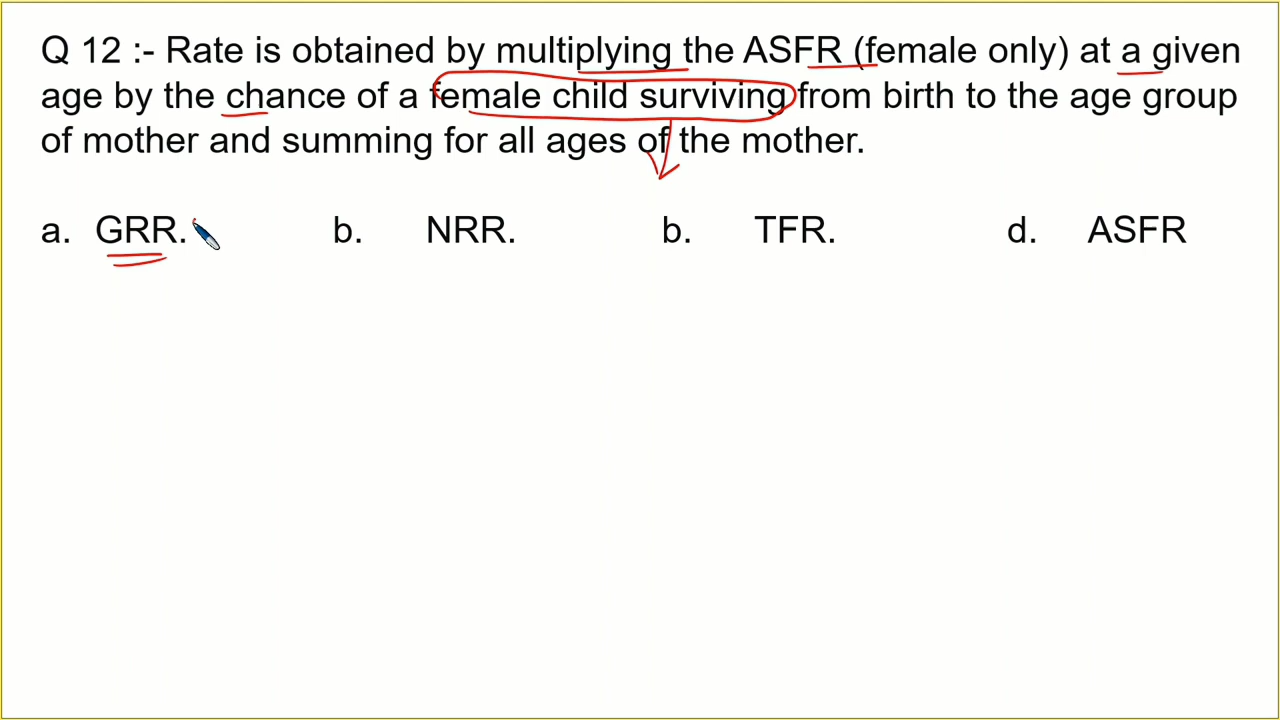 Q 12 :- Rate is obtained by multiplying the ASFR (female only) at a given
age by the chance of a female child surviving from birth to the age group
of mother and summing for all ages of the mother.
a. GRR. b. NRR. b. TFR. d. ASFR